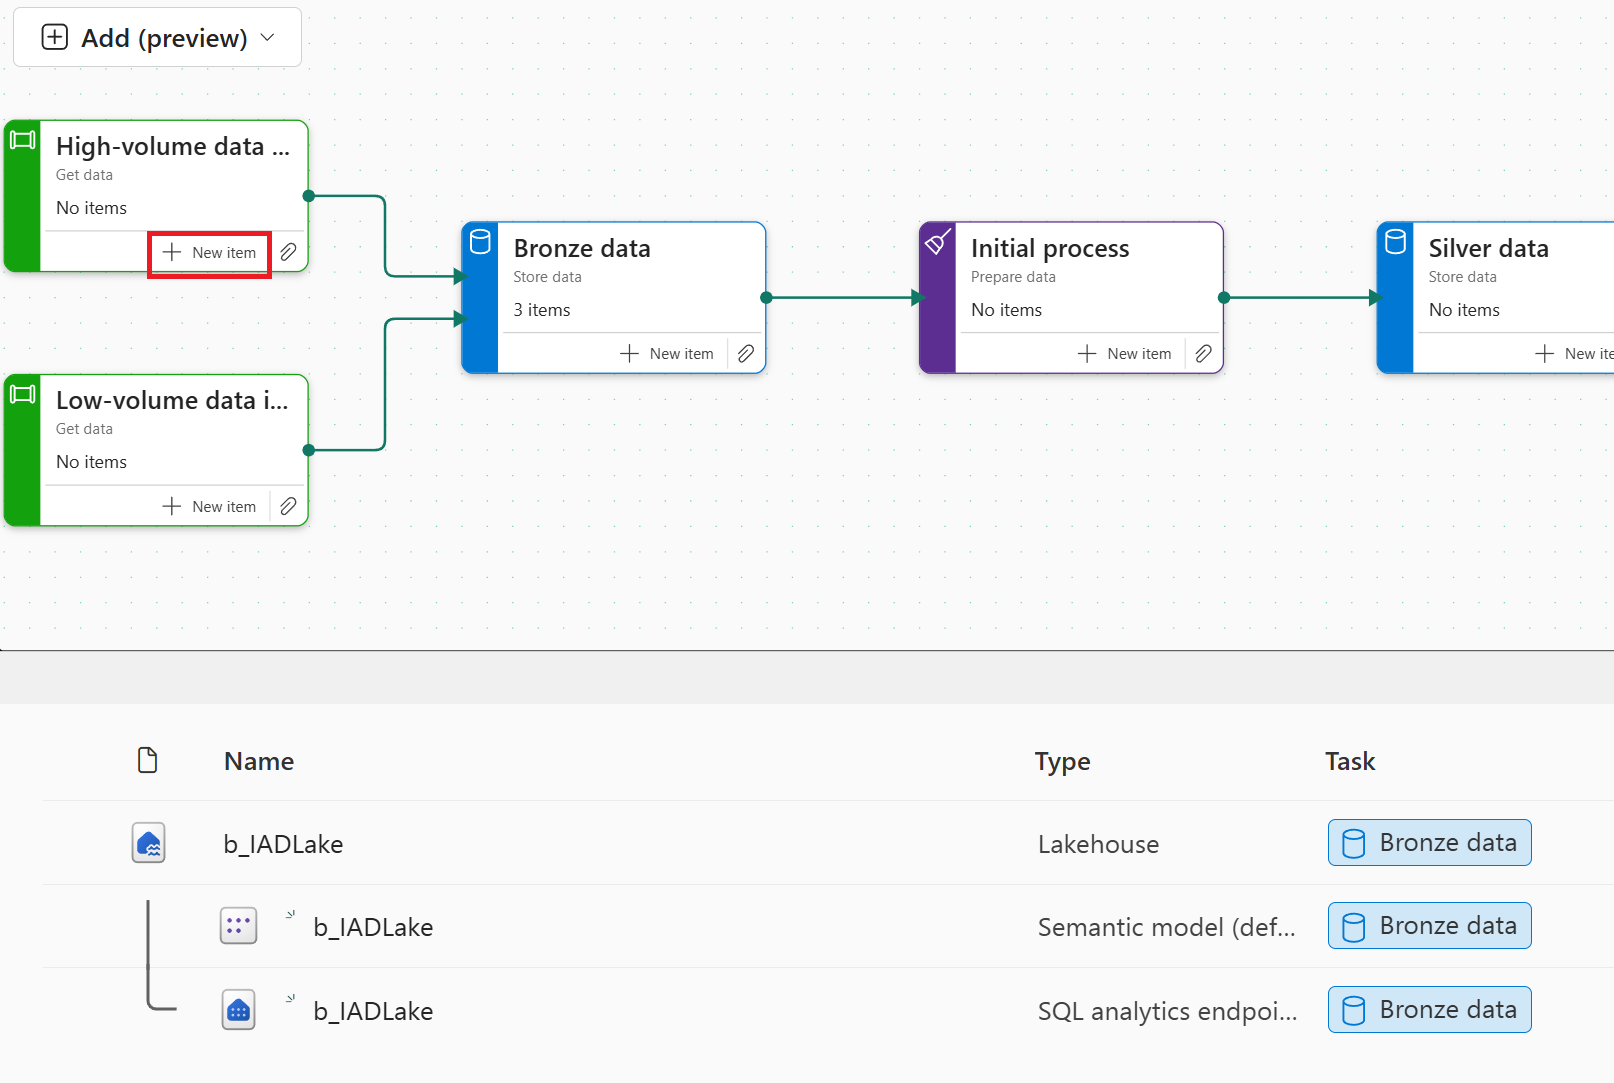 Add (preview)
High-volume data ...
Get data
No items
New item
Bronze data
Store data
3 items
New item
Initial process
Prepare data
No items
New item
Silver data
Store data
No items
New ite
Low-volume data i...
Get data
No items
New item
Name Type Task
b_IADLake Lakehouse Bronze data
b_IADLake Semantic model (def... Bronze data
b_IADLake SQL analytics endpoi... Bronze data